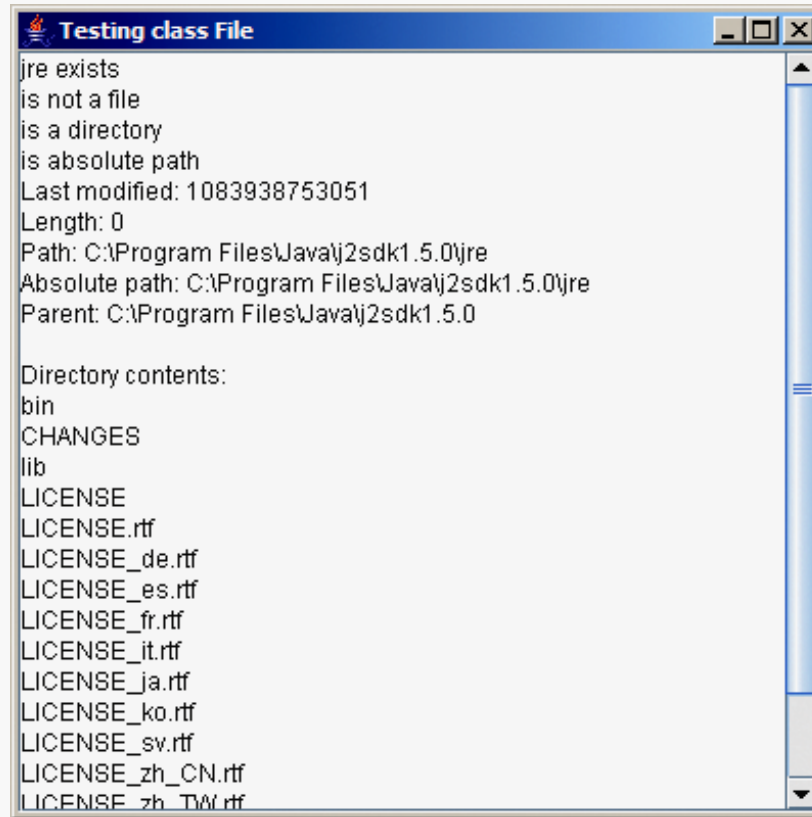 Testing class File
jre exists
is not a file
is a directory
is absolute path
Last modified: 1083938753051
Length: 0
Path: C:\Program Files\Java\j2sdk1.5.0\jre
Absolute path: C:\Program Files\Java\j2sdk1.5.0\jre
Parent: C:\Program Files\Java\j2sdk1.5.0

Directory contents:
bin
CHANGES
lib
LICENSE
LICENSE.rtf
LICENSE_de.rtf
LICENSE_es.rtf
LICENSE_fr.rtf
LICENSE_it.rtf
LICENSE_ja.rtf
LICENSE_ko.rtf
LICENSE_sv.rtf
LICENSE_zh_CN.rtf
LICENSE_zh_TW.rtf